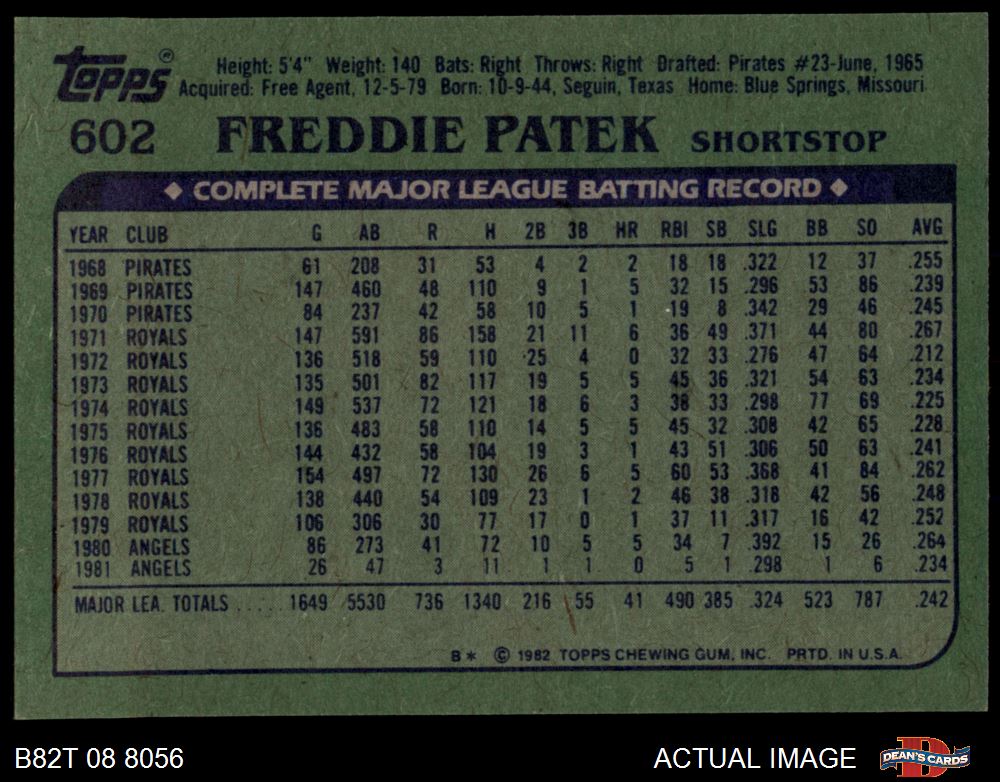 Topps ® Height: 5'4" Weight: 140 Bats: Right Throws: Right Drafted: Pirates #23-June, 1965
Acquired: Free Agent, 12-5-79 Born: 10-9-44, Seguin, Texas Home: Blue Springs, Missouri
602 FREDDIE PATEK SHORTSTOP
◆ COMPLETE MAJOR LEAGUE BATTING RECORD ◆
YEAR CLUB G AB R H 2B 3B HR RBI SB SLG BB SO AVG
1968 PIRATES 61 208 31 53 4 2 2 18 18 .322 12 37 .255
1969 PIRATES 147 460 48 110 9 1 5 32 15 .296 53 86 .239
1970 PIRATES 84 237 42 58 10 5 1 19 8 .342 29 46 .245
1971 ROYALS 147 591 86 158 21 11 6 36 49 .371 44 80 .267
1972 ROYALS 136 518 59 110 25 4 0 32 33 .276 47 64 .212
1973 ROYALS 135 501 82 117 19 5 5 45 36 .321 54 63 .234
1974 ROYALS 149 537 72 121 18 6 3 38 33 .298 77 69 .225
1975 ROYALS 136 483 58 110 14 5 5 45 32 .308 42 65 .228
1976 ROYALS 144 432 58 104 19 3 1 43 51 .306 50 63 .241
1977 ROYALS 154 497 72 130 26 6 5 60 53 .368 41 84 .262
1978 ROYALS 138 440 54 109 23 1 2 46 38 .318 42 56 .248
1979 ROYALS 106 306 30 77 17 0 1 37 11 .317 16 42 .252
1980 ANGELS 86 273 41 72 10 5 5 34 7 .392 15 26 .264
1981 ANGELS 26 47 3 11 1 1 0 5 1 .298 1 6 .234
MAJOR LEA. TOTALS .... 1649 5530 736 1340 216 55 41 490 385 .324 523 787 .242
B* © 1982 TOPPS CHEWING GUM, INC. PRTD. IN U.S.A.
B82T 08 8056 ACTUAL IMAGE DEAN'S CARDS